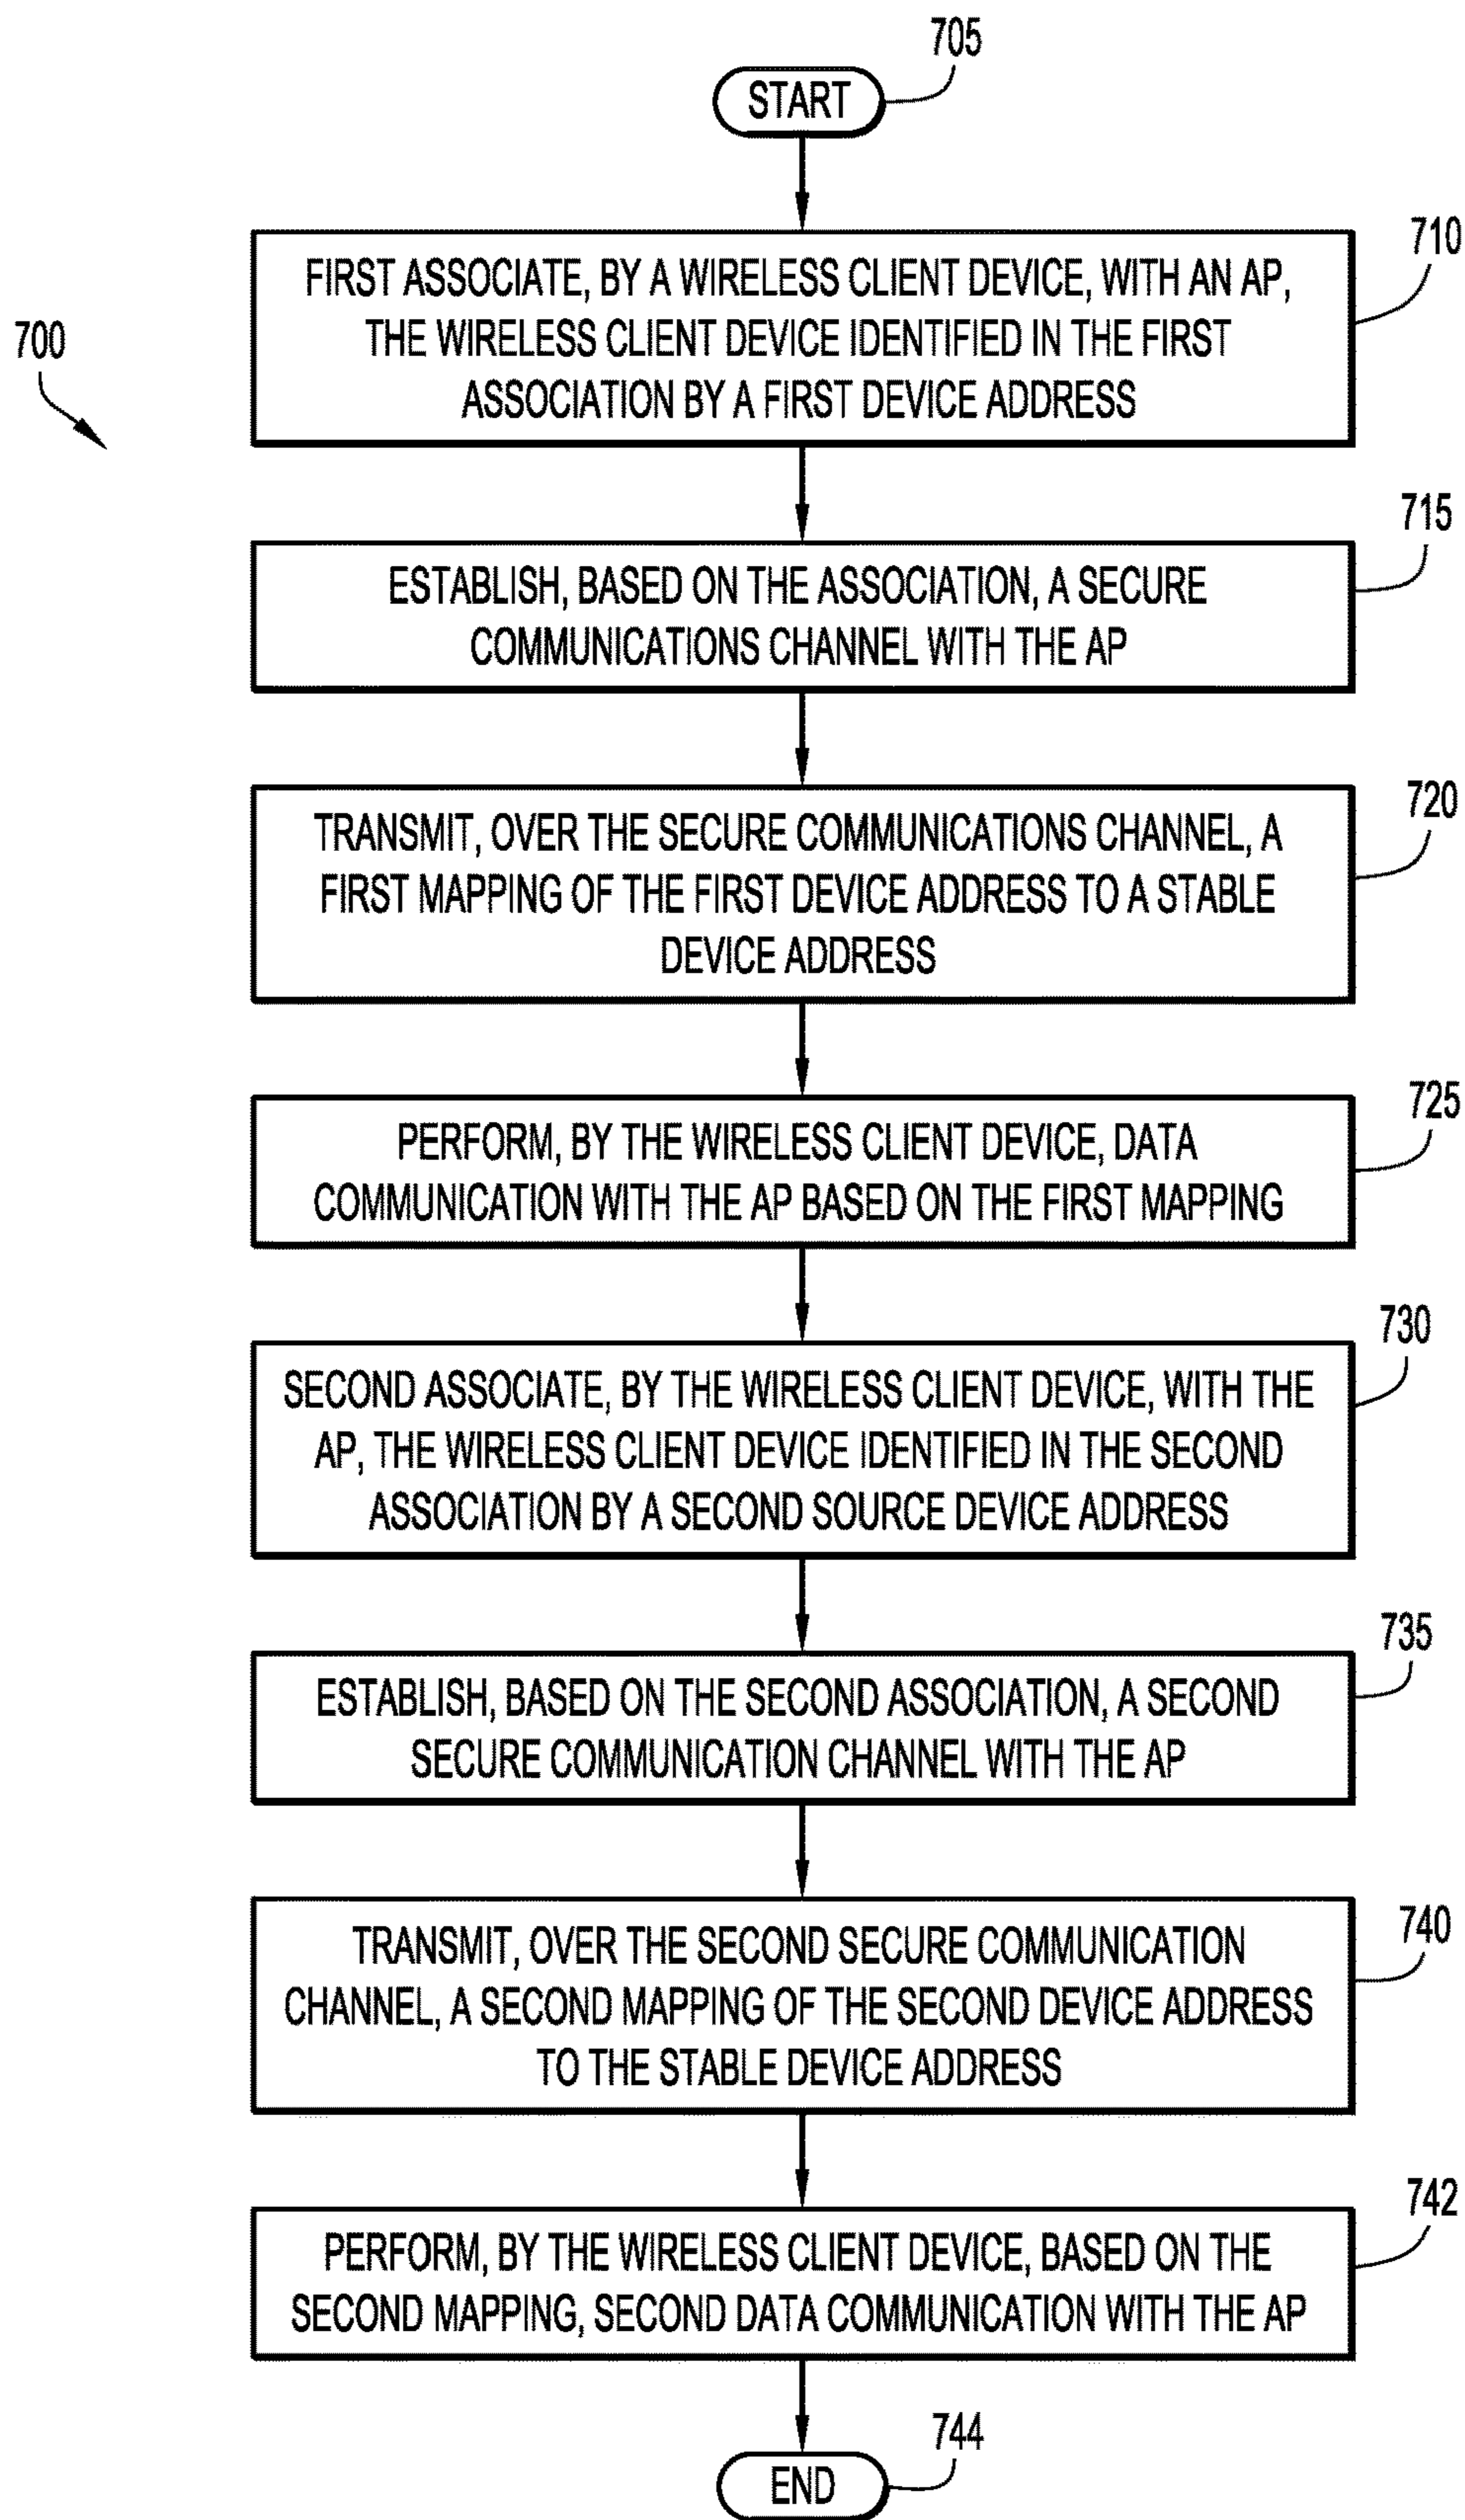 705
START
710
FIRST ASSOCIATE, BY A WIRELESS CLIENT DEVICE, WITH AN AP,
THE WIRELESS CLIENT DEVICE IDENTIFIED IN THE FIRST
ASSOCIATION BY A FIRST DEVICE ADDRESS
700
715
ESTABLISH, BASED ON THE ASSOCIATION, A SECURE
COMMUNICATIONS CHANNEL WITH THE AP
720
TRANSMIT, OVER THE SECURE COMMUNICATIONS CHANNEL, A
FIRST MAPPING OF THE FIRST DEVICE ADDRESS TO A STABLE
DEVICE ADDRESS
725
PERFORM, BY THE WIRELESS CLIENT DEVICE, DATA
COMMUNICATION WITH THE AP BASED ON THE FIRST MAPPING
730
SECOND ASSOCIATE, BY THE WIRELESS CLIENT DEVICE, WITH THE
AP, THE WIRELESS CLIENT DEVICE IDENTIFIED IN THE SECOND
ASSOCIATION BY A SECOND SOURCE DEVICE ADDRESS
735
ESTABLISH, BASED ON THE SECOND ASSOCIATION, A SECOND
SECURE COMMUNICATION CHANNEL WITH THE AP
740
TRANSMIT, OVER THE SECOND SECURE COMMUNICATION
CHANNEL, A SECOND MAPPING OF THE SECOND DEVICE ADDRESS
TO THE STABLE DEVICE ADDRESS
742
PERFORM, BY THE WIRELESS CLIENT DEVICE, BASED ON THE
SECOND MAPPING, SECOND DATA COMMUNICATION WITH THE AP
744
END